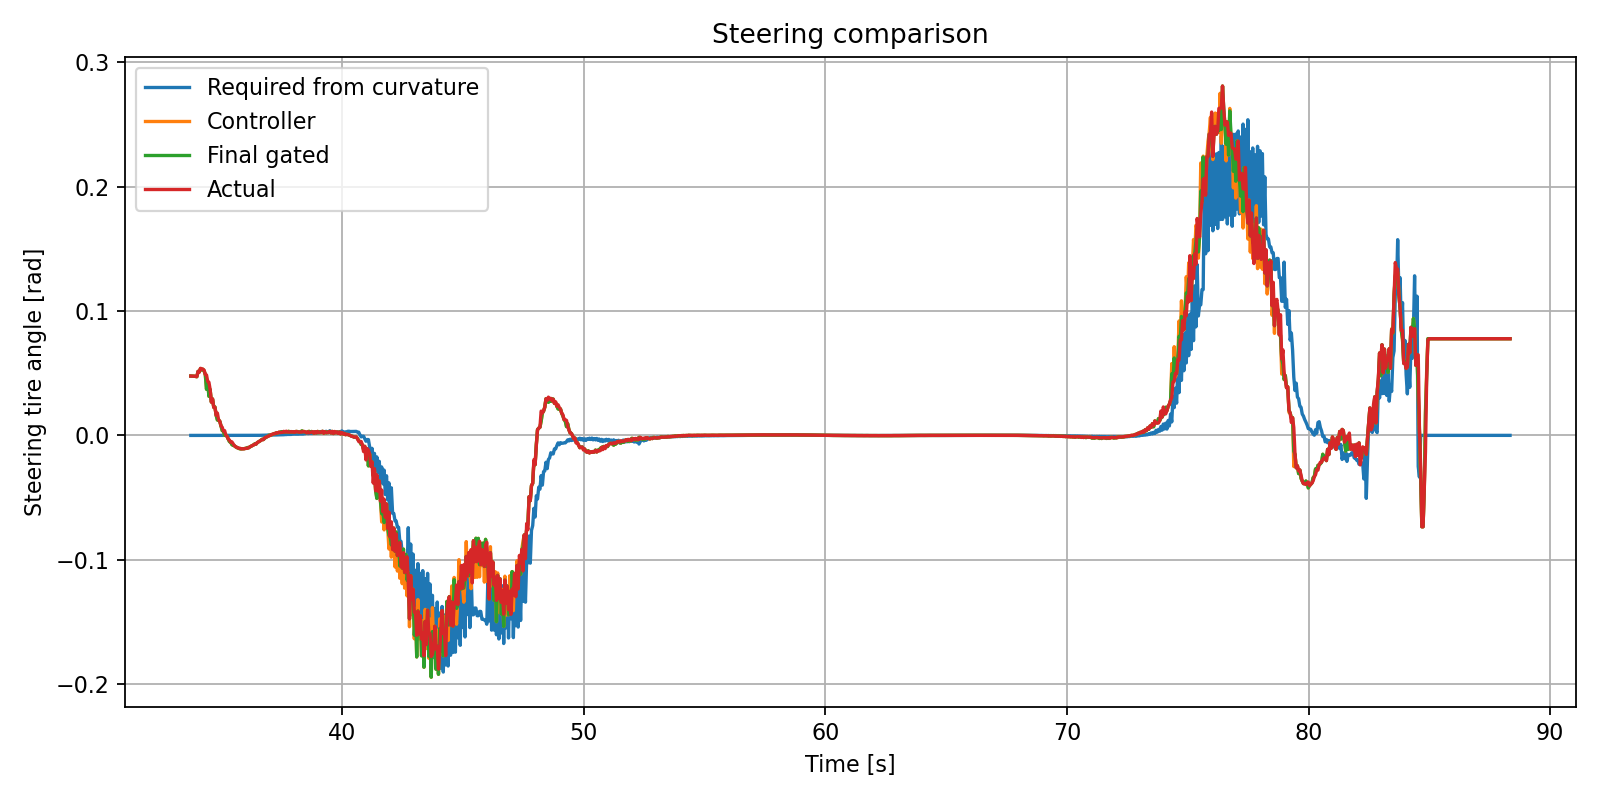 Steering comparison
Required from curvature
Controller
Final gated
Actual
Steering tire angle [rad]
0.3
0.2
0.1
0.0
−0.1
−0.2
40 50 60 70 80 90
Time [s]